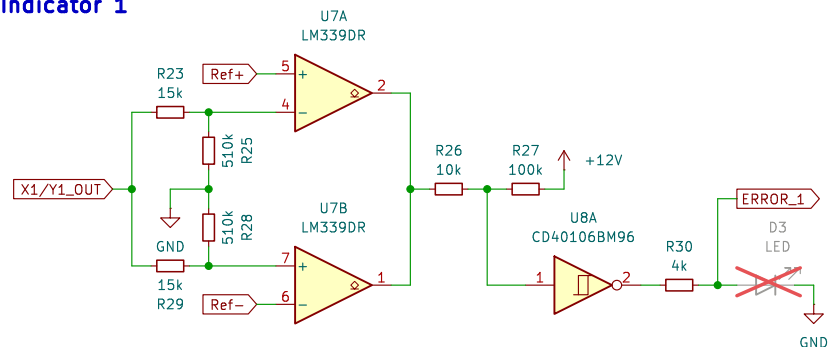 Indicator 1
U7A
LM339DR
R23
15k
Ref+
5
+
2
4
−
510k
R25
X1/Y1_OUT
R26
10k
R27
100k
+12V
ERROR_1
510k
R28
GND
U7B
LM339DR
U8A
CD40106BM96
D3
LED
R30
4k
15k
R29
7
+
1
6
−
Ref-
1
2
GND